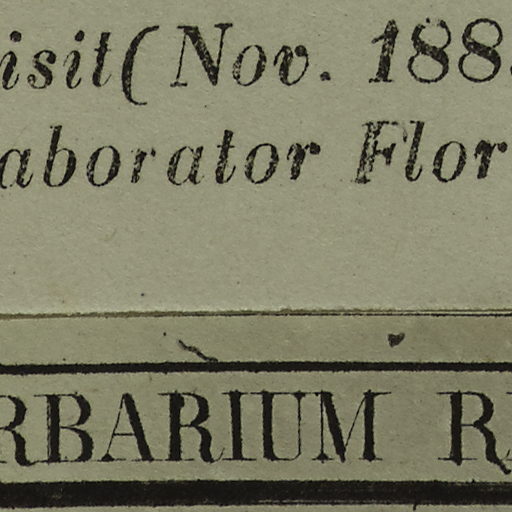 isit (Nov. 188
aborator Flor
RBARIUM R